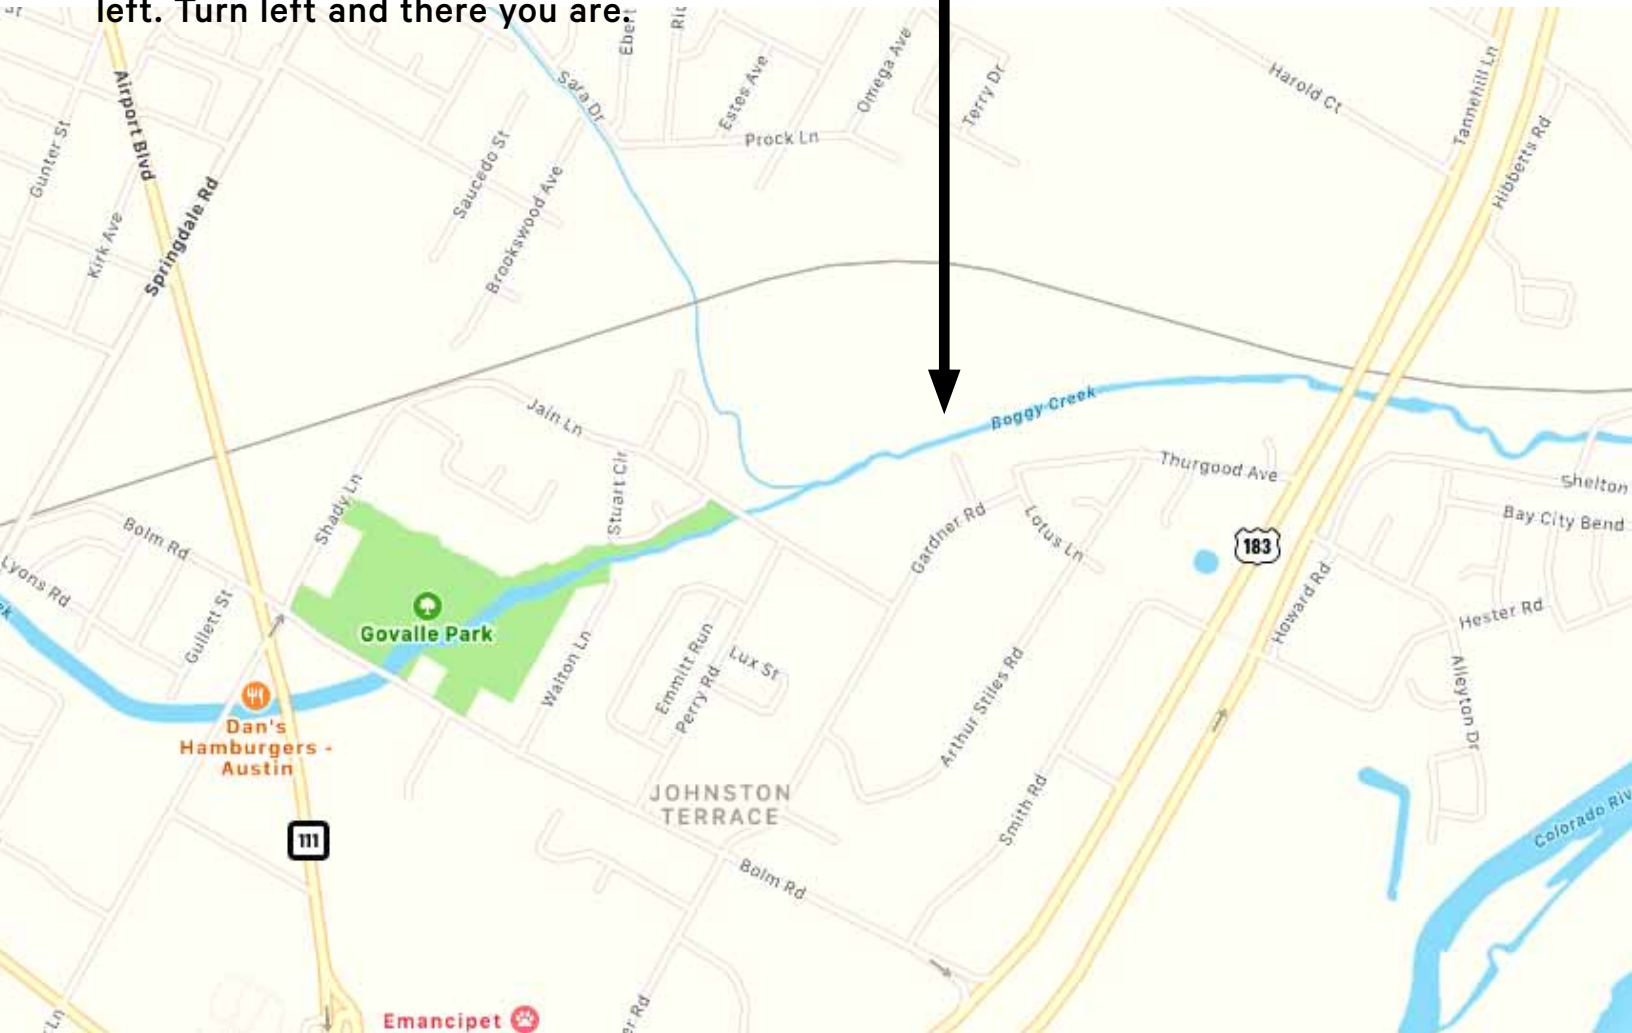 left. Turn left and there you are.
Ebert
Sara Dr
Estes Ave
Omega Ave
Terry Dr
Harold Ct
Tannehill Ln
Airport Blvd
Gunter St
Prock Ln
Saucedo St
Hibberts Rd
Kirk Ave
Springdale Rd
Brookswood Ave
Jain Ln
Boggy Creek
Stuart Cir
Thurgood Ave
Shelton
Shady Ln
Bay City Bend
Bolm Rd
Gardner Rd
Lotus Ln
183
Lyons Rd
Gullett St
Govalle Park
Howard Rd
Hester Rd
Walton Ln
Emmitt Run
Perry Rd
Lux St
Arthur Stiles Rd
Alleyton Dr
Dan's
Hamburgers -
Austin
JOHNSTON
TERRACE
Smith Rd
Colorado Riv
111
Bolm Rd
Emancipet
er Rd
Ln